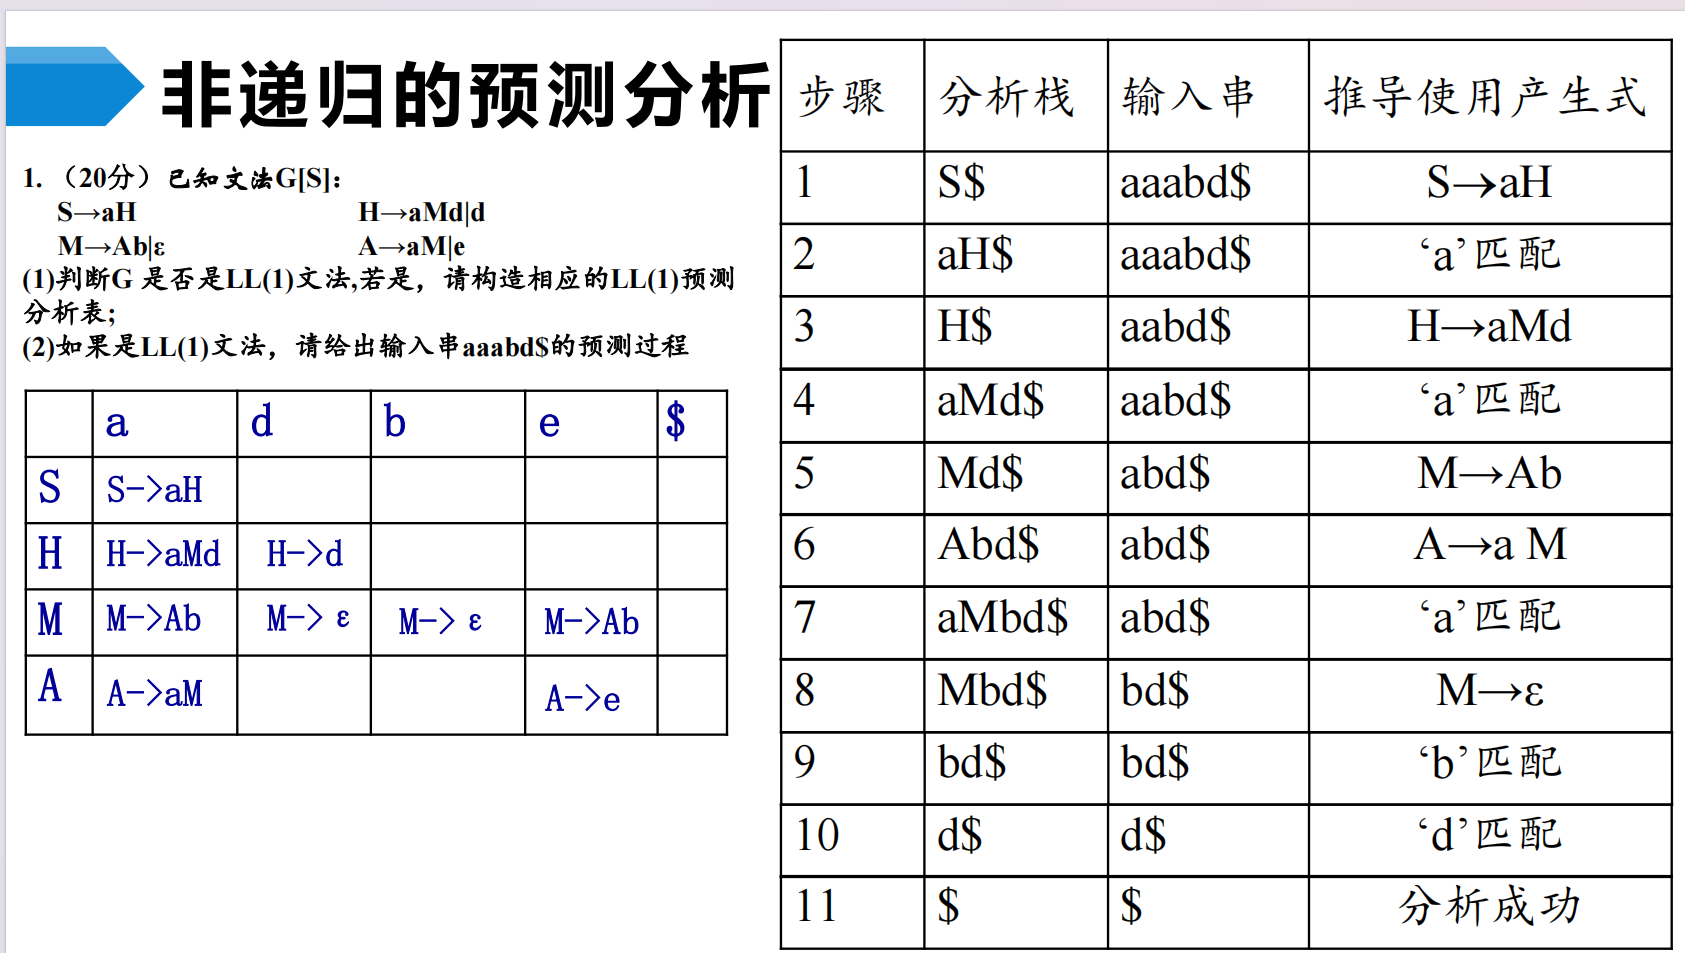 非递归的预测分析
1. （20分）已知文法G[S]：
S→aH H→aMd|d
M→Ab|ε A→aM|e
(1)判断G 是否是LL(1)文法,若是，请构造相应的LL(1)预测
分析表;
(2)如果是LL(1)文法，请给出输入串aaabd$的预测过程
a d b e $
S S->aH
H H->aMd H->d
M M->Ab M->ε M->ε M->Ab
A A->aM A->e
步骤 分析栈 输入串 推导使用产生式
1 S$ aaabd$ S→aH
2 aH$ aaabd$ ‘a’匹配
3 H$ aabd$ H→aMd
4 aMd$ aabd$ ‘a’匹配
5 Md$ abd$ M→Ab
6 Abd$ abd$ A→a M
7 aMbd$ abd$ ‘a’匹配
8 Mbd$ bd$ M→ε
9 bd$ bd$ ‘b’匹配
10 d$ d$ ‘d’匹配
11 $ $ 分析成功